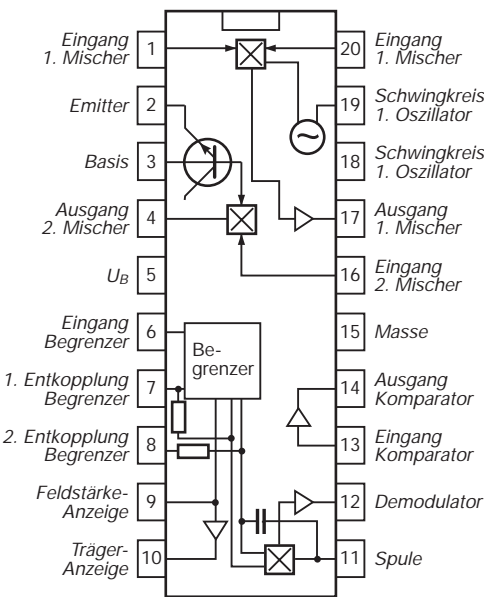 Eingang
1. Mischer
1
20
Eingang
1. Mischer
Emitter
2
19
Schwingkreis
1. Oszillator
Basis
3
18
Schwingkreis
1. Oszillator
Ausgang
2. Mischer
4
17
Ausgang
1. Mischer
UB
5
16
Eingang
2. Mischer
Eingang
Begrenzer
6
Be-
grenzer
15
Masse
1. Entkopplung
Begrenzer
7
14
Ausgang
Komparator
2. Entkopplung
Begrenzer
8
13
Eingang
Komparator
Feldstärke-
Anzeige
9
12
Demodulator
Träger-
Anzeige
10
11
Spule